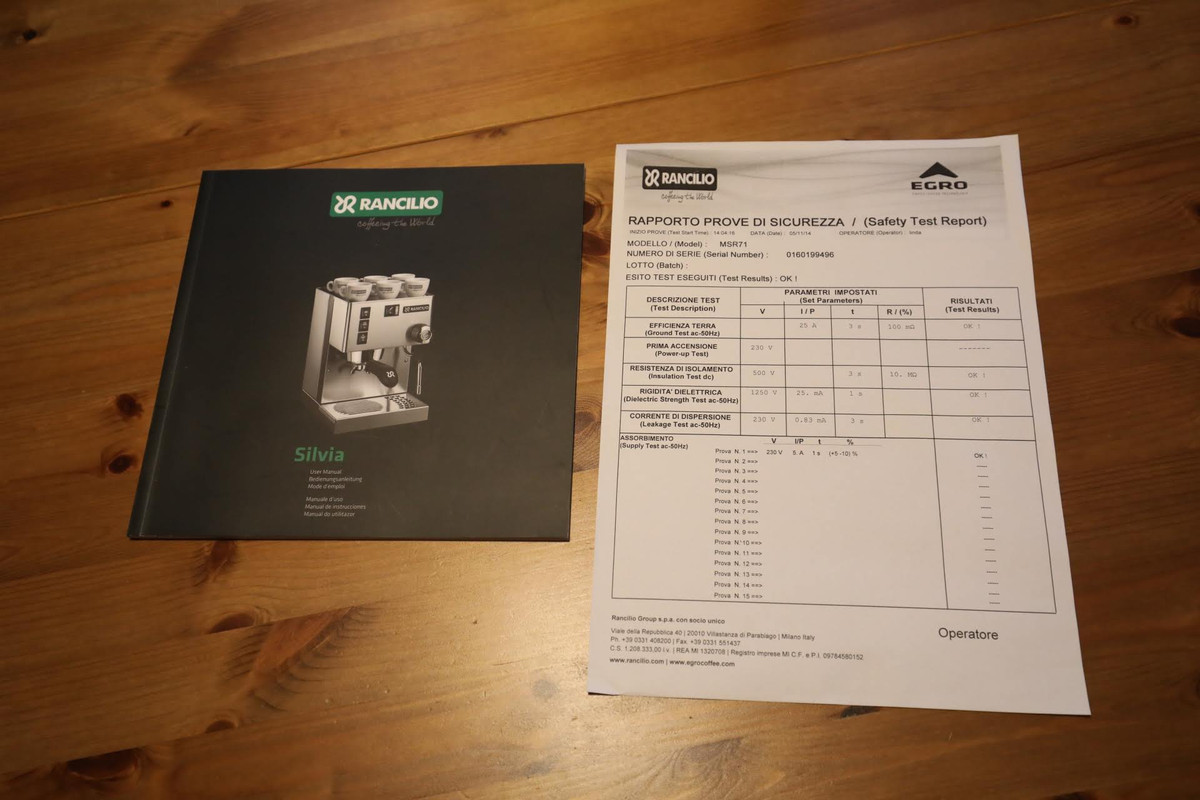 RANCILIO
coffeeing the World
RANCILIO
Silvia
User Manual
Bedienungsanleitung
Mode d'emploi
Manuale d'uso
Manual de instrucciones
Manual do utilizador
RANCILIO
coffeeing the World
EGRO
RAPPORTO PROVE DI SICUREZZA / (Safety Test Report)
INIZIO PROVE (Test Start Time) : 14.04.16 DATA (Date) : 05/11/14 OPERATORE (Operator) : linda
MODELLO / (Model) : MSR71
NUMERO DI SERIE (Serial Number) : 0160199496
LOTTO (Batch) :
ESITO TEST ESEGUITI (Test Results) : OK !
DESCRIZIONE TEST
(Test Description)
PARAMETRI IMPOSTATI
(Set Parameters)
V I / P t R / (%)
RISULTATI
(Test Results)
EFFICIENZA TERRA
(Ground Test ac-50Hz)
25 A 3 s 100 mΩ OK !
PRIMA ACCENSIONE
(Power-up Test)
230 V -------
RESISTENZA DI ISOLAMENTO
(Insulation Test dc)
500 V 2 s 10. MΩ OK !
RIGIDITA' DIELETTRICA
(Dielectric Strength Test ac-50Hz)
1250 V 25. mA 1 s OK !
CORRENTE DI DISPERSIONE
(Leakage Test ac-50Hz)
230 V 0.83 mA 3 s OK !
ASSORBIMENTO
(Supply Test ac-50Hz)
V I/P t %
Prova N. 1 ==> 230 V 5 A 1 s (+5 -10) % OK !
Prova N. 2 ==> ----
Prova N. 3 ==> ----
Prova N. 4 ==> ----
Prova N. 5 ==> ----
Prova N. 6 ==> ----
Prova N. 7 ==> ----
Prova N. 8 ==> ----
Prova N. 9 ==> ----
Prova N. 10 ==> ----
Prova N. 11 ==> ----
Prova N. 12 ==> ----
Prova N. 13 ==> ----
Prova N. 14 ==> ----
Prova N. 15 ==> ----
Rancilio Group s.p.a. con socio unico
Viale della Repubblica 40 | 20010 Villastanza di Parabiago | Milano Italy
Ph. +39 0331 408200 | Fax. +39 0331 551437
C.S. 1.208.333,00 i.v. | REA MI 1320708 | Registro imprese MI C.F. e P.I. 09784580152
www.rancilio.com | www.egrocoffee.com
Operatore